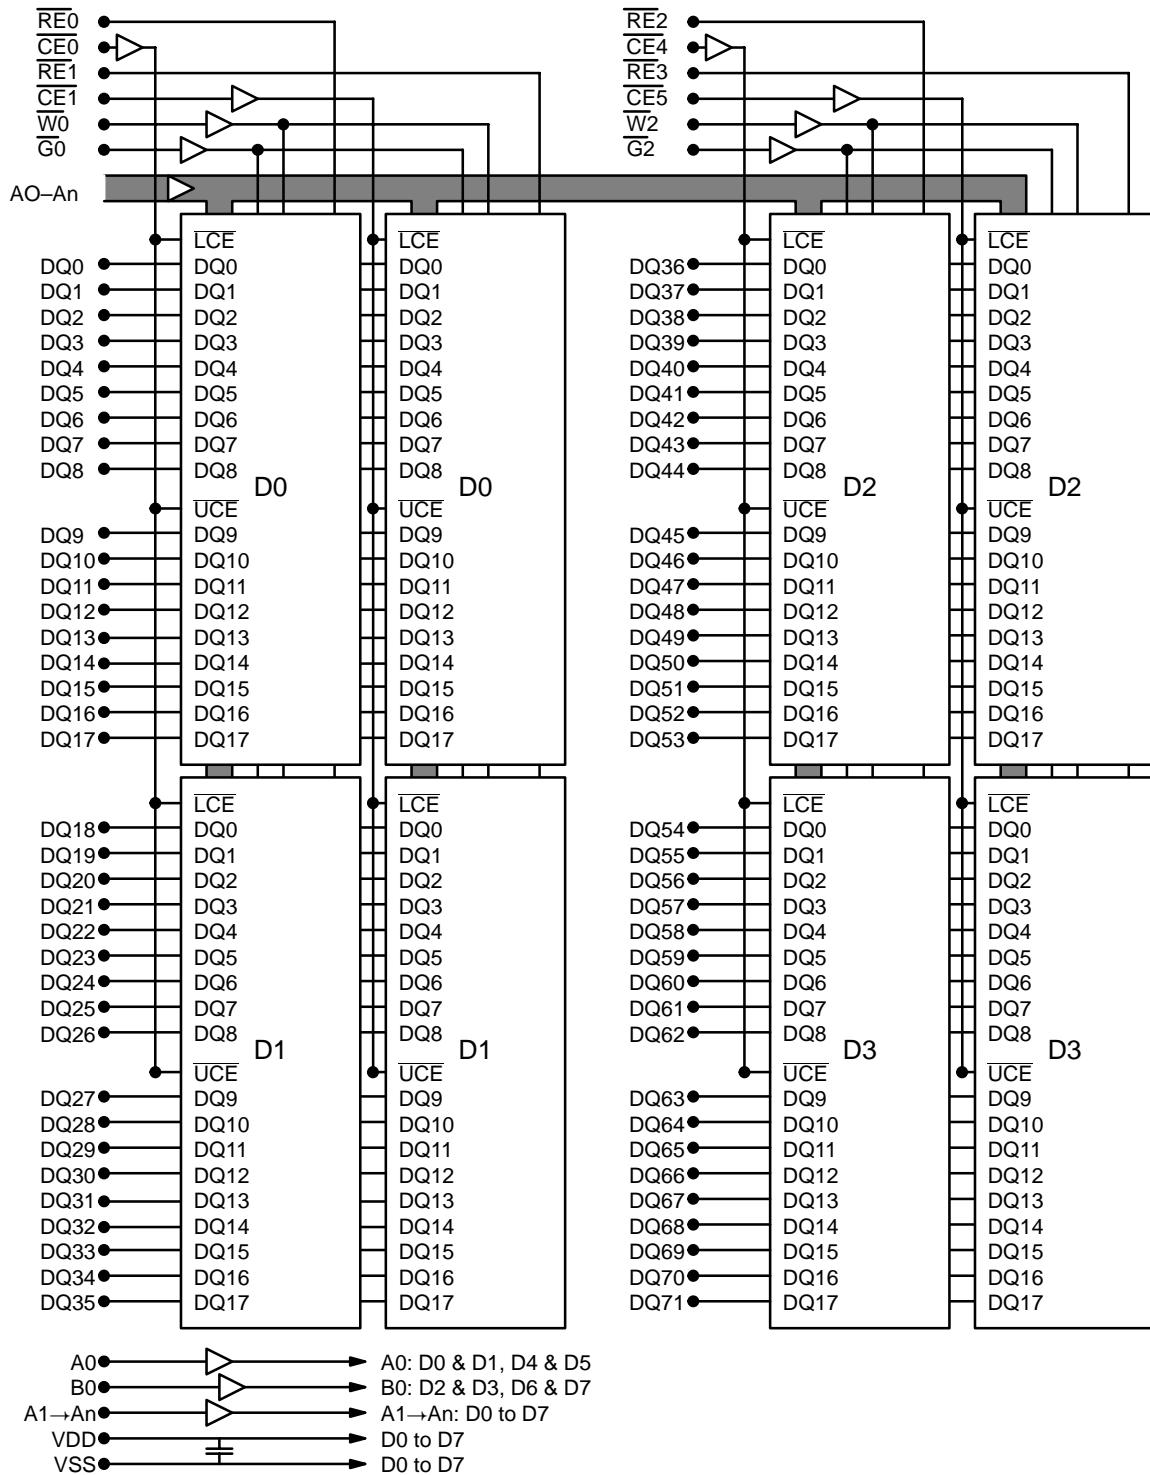 RE0 RE2
CE0 CE4
RE1 RE3
CE1 CE5
W0 W2
G0 G2
AO–An
LCE LCE LCE LCE
DQ0 DQ0 DQ0 DQ36 DQ0 DQ0
DQ1 DQ1 DQ1 DQ37 DQ1 DQ1
DQ2 DQ2 DQ2 DQ38 DQ2 DQ2
DQ3 DQ3 DQ3 DQ39 DQ3 DQ3
DQ4 DQ4 DQ4 DQ40 DQ4 DQ4
DQ5 DQ5 DQ5 DQ41 DQ5 DQ5
DQ6 DQ6 DQ6 DQ42 DQ6 DQ6
DQ7 DQ7 DQ7 DQ43 DQ7 DQ7
DQ8 DQ8 DQ8 DQ44 DQ8 DQ8
D0 D0 D2 D2
UCE UCE UCE UCE
DQ9 DQ9 DQ9 DQ45 DQ9 DQ9
DQ10 DQ10 DQ10 DQ46 DQ10 DQ10
DQ11 DQ11 DQ11 DQ47 DQ11 DQ11
DQ12 DQ12 DQ12 DQ48 DQ12 DQ12
DQ13 DQ13 DQ13 DQ49 DQ13 DQ13
DQ14 DQ14 DQ14 DQ50 DQ14 DQ14
DQ15 DQ15 DQ15 DQ51 DQ15 DQ15
DQ16 DQ16 DQ16 DQ52 DQ16 DQ16
DQ17 DQ17 DQ17 DQ53 DQ17 DQ17
LCE LCE LCE LCE
DQ18 DQ0 DQ0 DQ54 DQ0 DQ0
DQ19 DQ1 DQ1 DQ55 DQ1 DQ1
DQ20 DQ2 DQ2 DQ56 DQ2 DQ2
DQ21 DQ3 DQ3 DQ57 DQ3 DQ3
DQ22 DQ4 DQ4 DQ58 DQ4 DQ4
DQ23 DQ5 DQ5 DQ59 DQ5 DQ5
DQ24 DQ6 DQ6 DQ60 DQ6 DQ6
DQ25 DQ7 DQ7 DQ61 DQ7 DQ7
DQ26 DQ8 DQ8 DQ62 DQ8 DQ8
D1 D1 D3 D3
UCE UCE UCE UCE
DQ27 DQ9 DQ9 DQ63 DQ9 DQ9
DQ28 DQ10 DQ10 DQ64 DQ10 DQ10
DQ29 DQ11 DQ11 DQ65 DQ11 DQ11
DQ30 DQ12 DQ12 DQ66 DQ12 DQ12
DQ31 DQ13 DQ13 DQ67 DQ13 DQ13
DQ32 DQ14 DQ14 DQ68 DQ14 DQ14
DQ33 DQ15 DQ15 DQ69 DQ15 DQ15
DQ34 DQ16 DQ16 DQ70 DQ16 DQ16
DQ35 DQ17 DQ17 DQ71 DQ17 DQ17
A0 A0: D0 & D1, D4 & D5
B0 B0: D2 & D3, D6 & D7
A1→An A1→An: D0 to D7
VDD D0 to D7
VSS D0 to D7